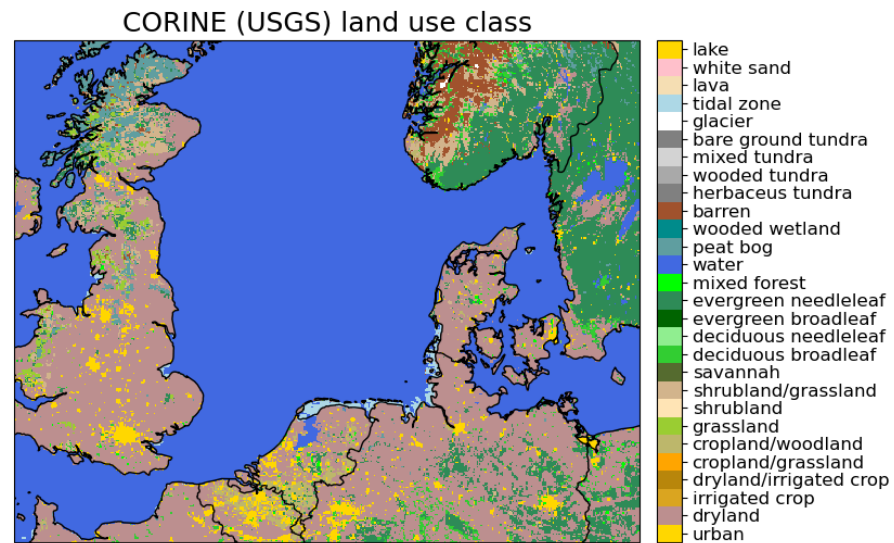 CORINE (USGS) land use class
lake
white sand
lava
tidal zone
glacier
bare ground tundra
mixed tundra
wooded tundra
herbaceus tundra
barren
wooded wetland
peat bog
water
mixed forest
evergreen needleleaf
evergreen broadleaf
deciduous needleleaf
deciduous broadleaf
savannah
shrubland/grassland
shrubland
grassland
cropland/woodland
cropland/grassland
dryland/irrigated crop
irrigated crop
dryland
urban